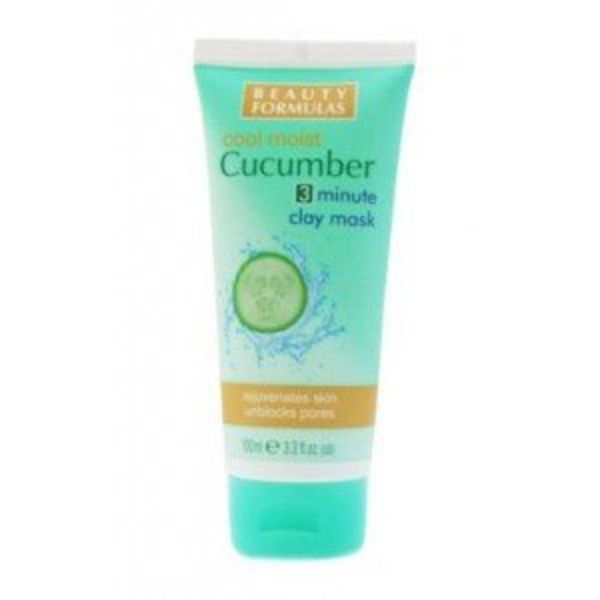 BEAUTY
FORMULAS
cool moist
Cucumber
3 minute
clay mask
rejuvenates skin
unblocks pores
100ml e 3.3 fl.oz. (US)